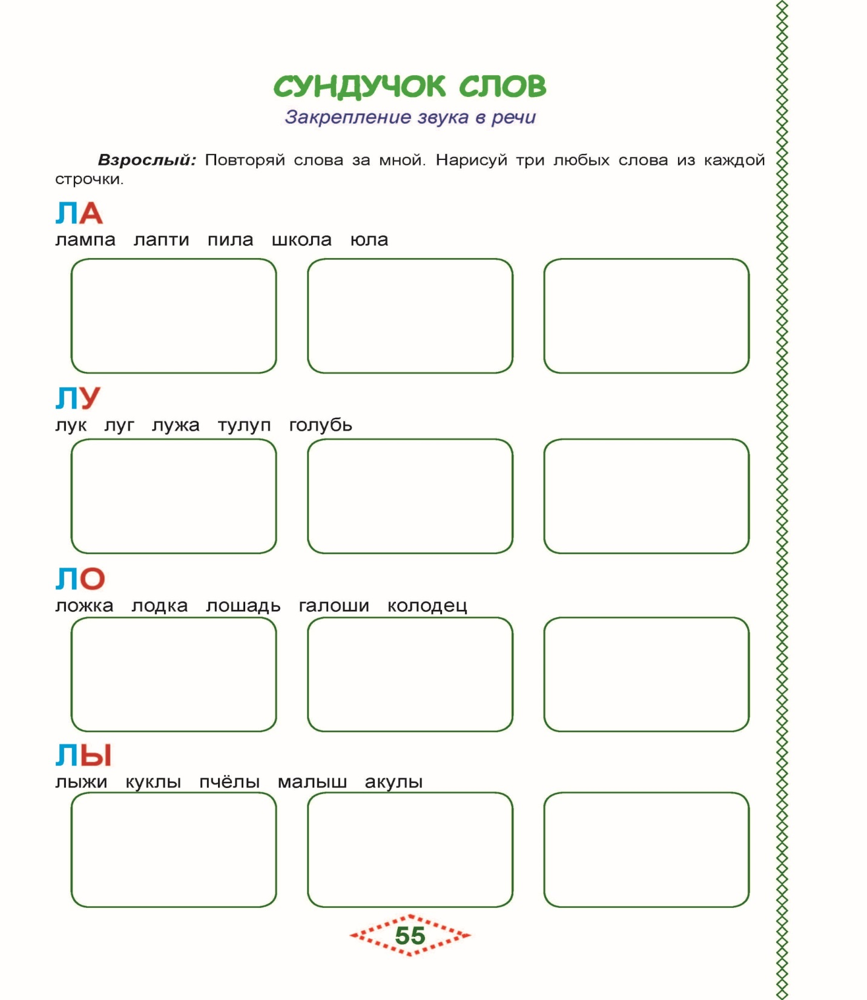 СУНДУЧОК СЛОВ
Закрепление звука в речи
Взрослый: Повторяй слова за мной. Нарисуй три любых слова из каждой
строчки.
ЛА
лампа лапти пила школа юла
ЛУ
лук луг лужа тулуп голубь
ЛО
ложка лодка лошадь галоши колодец
ЛЫ
лыжи куклы пчёлы малыш акулы
55